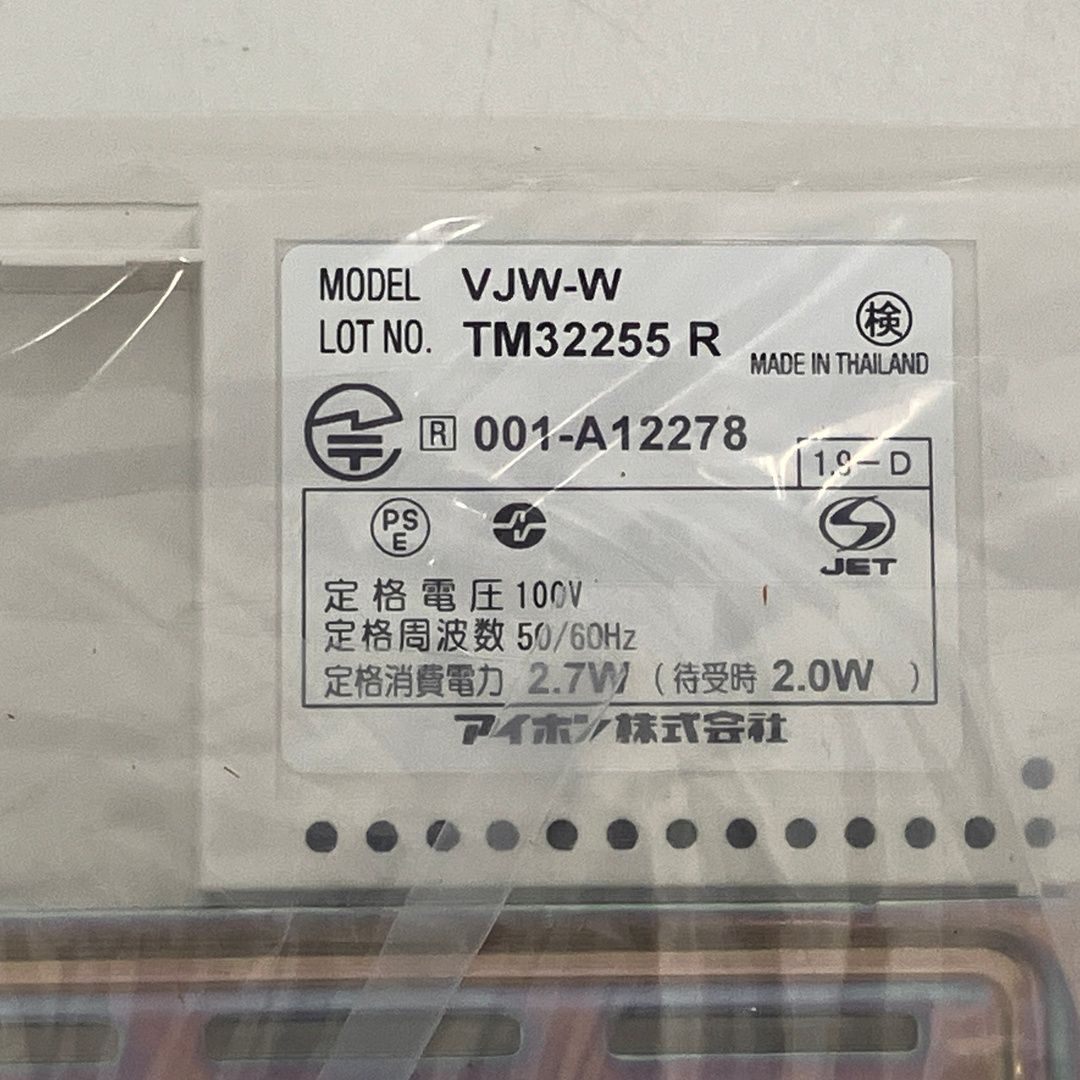 MODEL VJW-W
LOT NO. TM32255 R
検
MADE IN THAILAND
R 001-A12278
1.9-D
PS
E
JET
定格電圧 100V
定格周波数 50/60Hz
定格消費電力 2.7W (待受時 2.0W )
アイホン株式会社